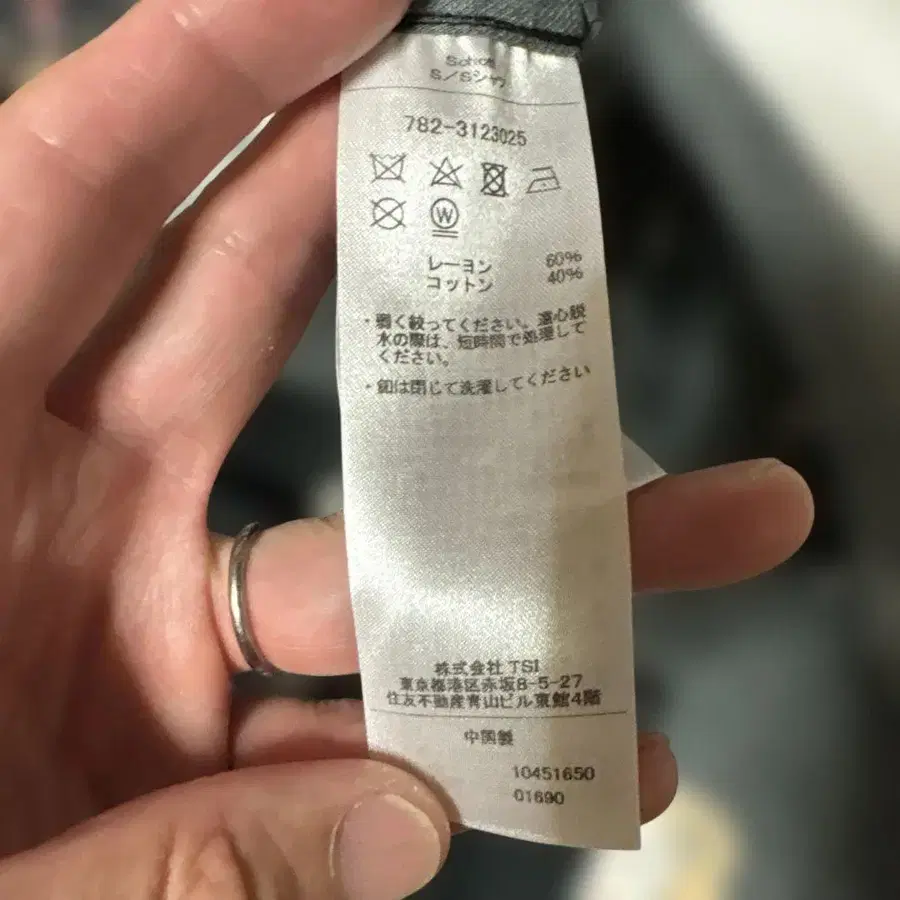 Schott
S/Sシャツ
782-3123025
W
レーヨン 60%
コットン 40%
・弱く絞ってください。遠心脱
水の際は、短時間で処理して
ください。
・釦は閉じて洗濯してください
株式会社TSI
東京都港区赤坂8-5-27
住友不動産青山ビル東館4階
中国製
10451650
01690